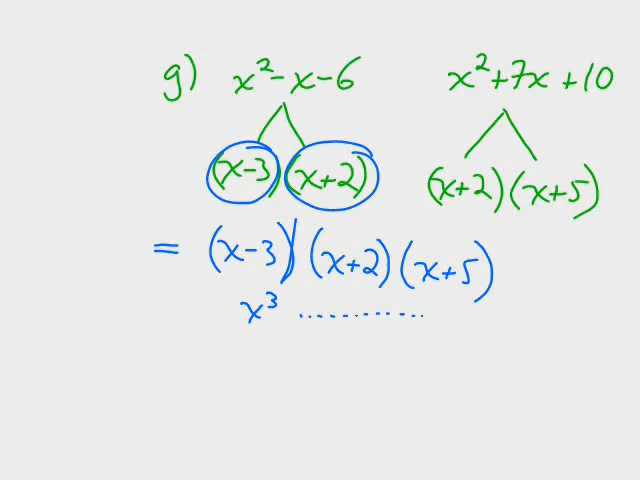 g) x² - x - 6 x² + 7x + 10
(x - 3) (x + 2) (x + 2) (x + 5)
= (x - 3) (x + 2) (x + 5)
x³ ..............